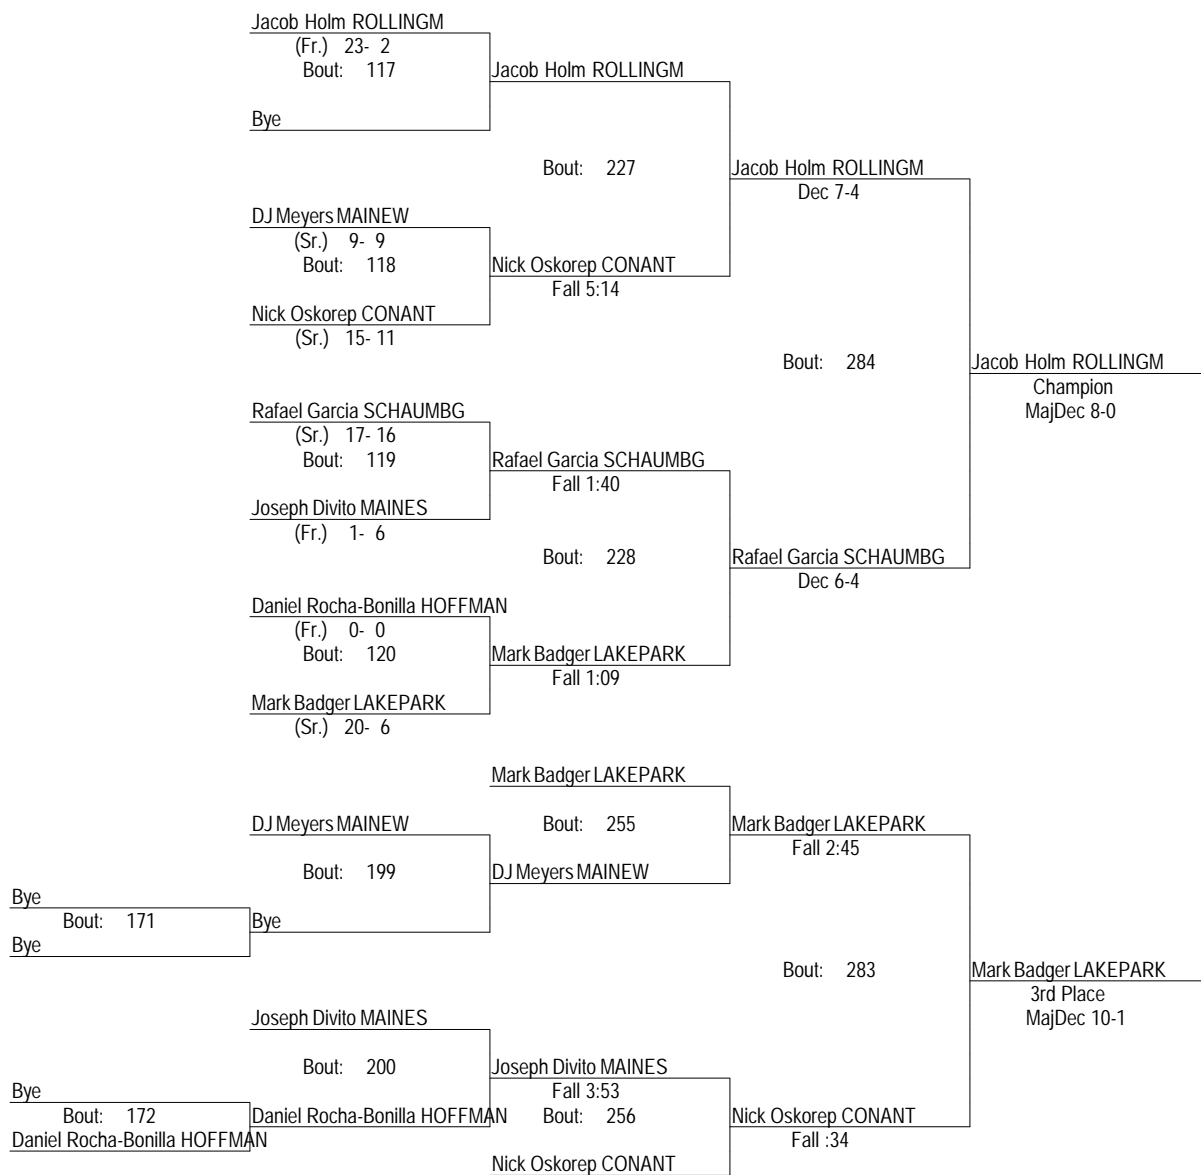 Jacob Holm ROLLINGM
(Fr.) 23- 2
Bout: 117
Jacob Holm ROLLINGM
Bye
Bout: 227
Jacob Holm ROLLINGM
Dec 7-4
DJ Meyers MAINEW
(Sr.) 9- 9
Bout: 118
Nick Oskorep CONANT
Fall 5:14
Nick Oskorep CONANT
(Sr.) 15- 11
Bout: 284
Jacob Holm ROLLINGM
Champion
MajDec 8-0
Rafael Garcia SCHAUMBG
(Sr.) 17- 16
Bout: 119
Rafael Garcia SCHAUMBG
Fall 1:40
Joseph Divito MAINES
(Fr.) 1- 6
Bout: 228
Rafael Garcia SCHAUMBG
Dec 6-4
Daniel Rocha-Bonilla HOFFMAN
(Fr.) 0- 0
Bout: 120
Mark Badger LAKEPARK
Fall 1:09
Mark Badger LAKEPARK
(Sr.) 20- 6
Mark Badger LAKEPARK
DJ Meyers MAINEW
Bout: 255
Mark Badger LAKEPARK
Fall 2:45
Bout: 199
DJ Meyers MAINEW
Bye
Bout: 171
Bye
Bye
Bout: 283
Mark Badger LAKEPARK
3rd Place
MajDec 10-1
Joseph Divito MAINES
Bout: 200
Joseph Divito MAINES
Fall 3:53
Bye
Bout: 172
Daniel Rocha-Bonilla HOFFMAN
Bout: 256
Nick Oskorep CONANT
Fall :34
Daniel Rocha-Bonilla HOFFMAN
Nick Oskorep CONANT